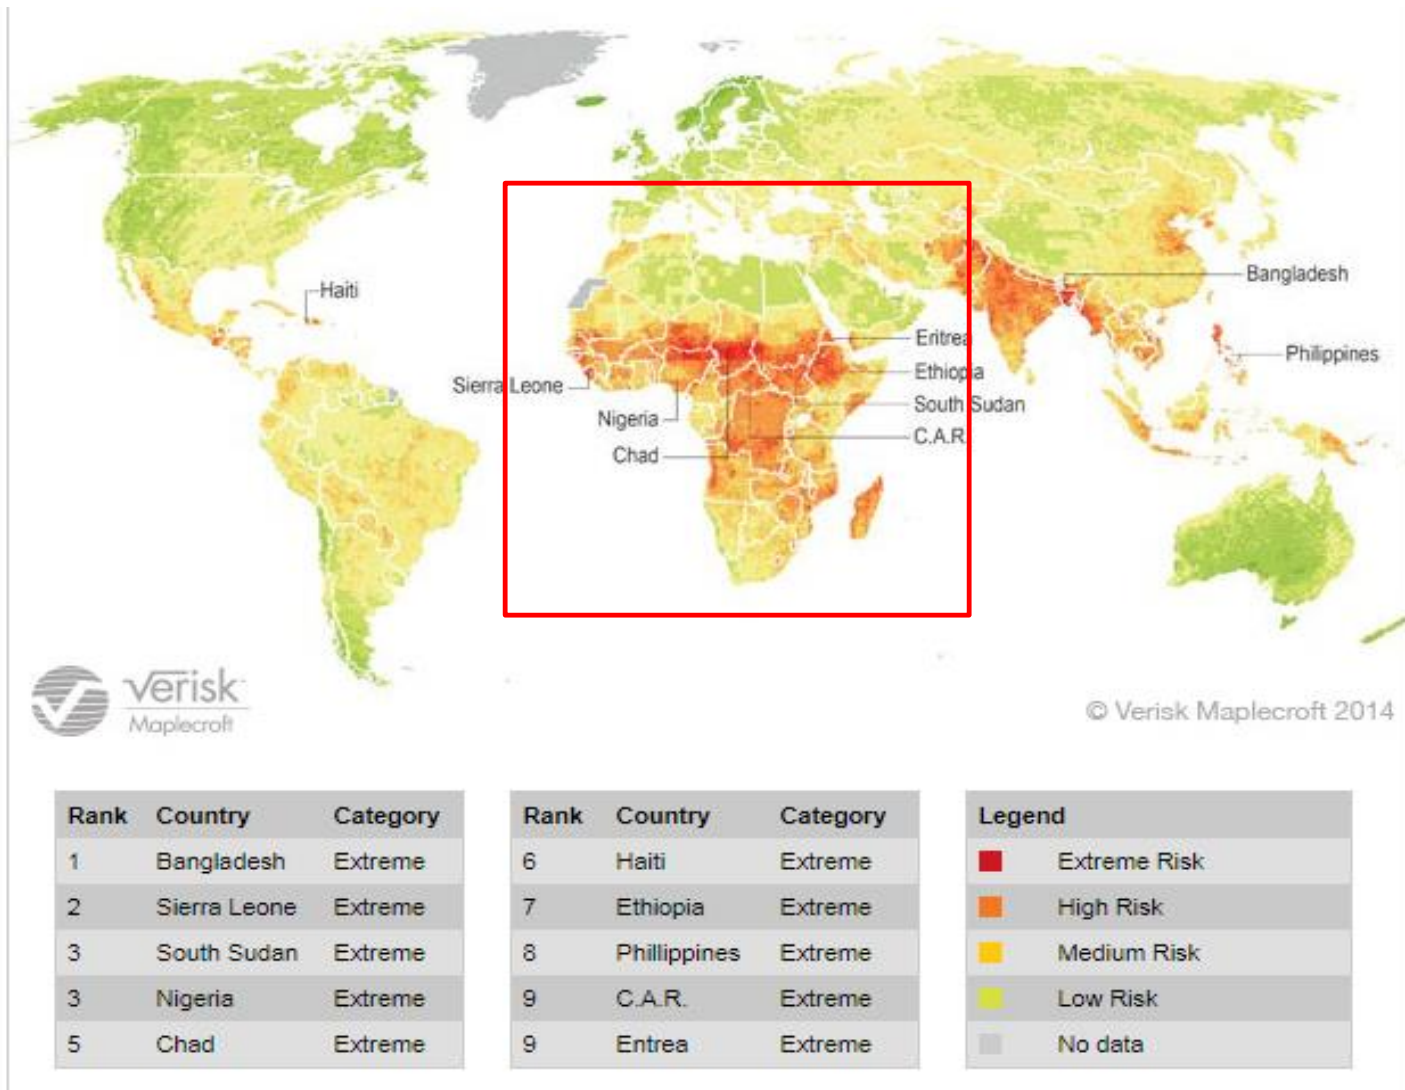 Haiti
Bangladesh
Eritrea
Philippines
Ethiopia
Sierra Leone
South Sudan
Nigeria
C.A.R.
Chad
verisk
Maplecroft
© Verisk Maplecroft 2014
Rank Country Category
1 Bangladesh Extreme
2 Sierra Leone Extreme
3 South Sudan Extreme
3 Nigeria Extreme
5 Chad Extreme
Rank Country Category
6 Haiti Extreme
7 Ethiopia Extreme
8 Phillippines Extreme
9 C.A.R. Extreme
9 Entrea Extreme
Legend
Extreme Risk
High Risk
Medium Risk
Low Risk
No data